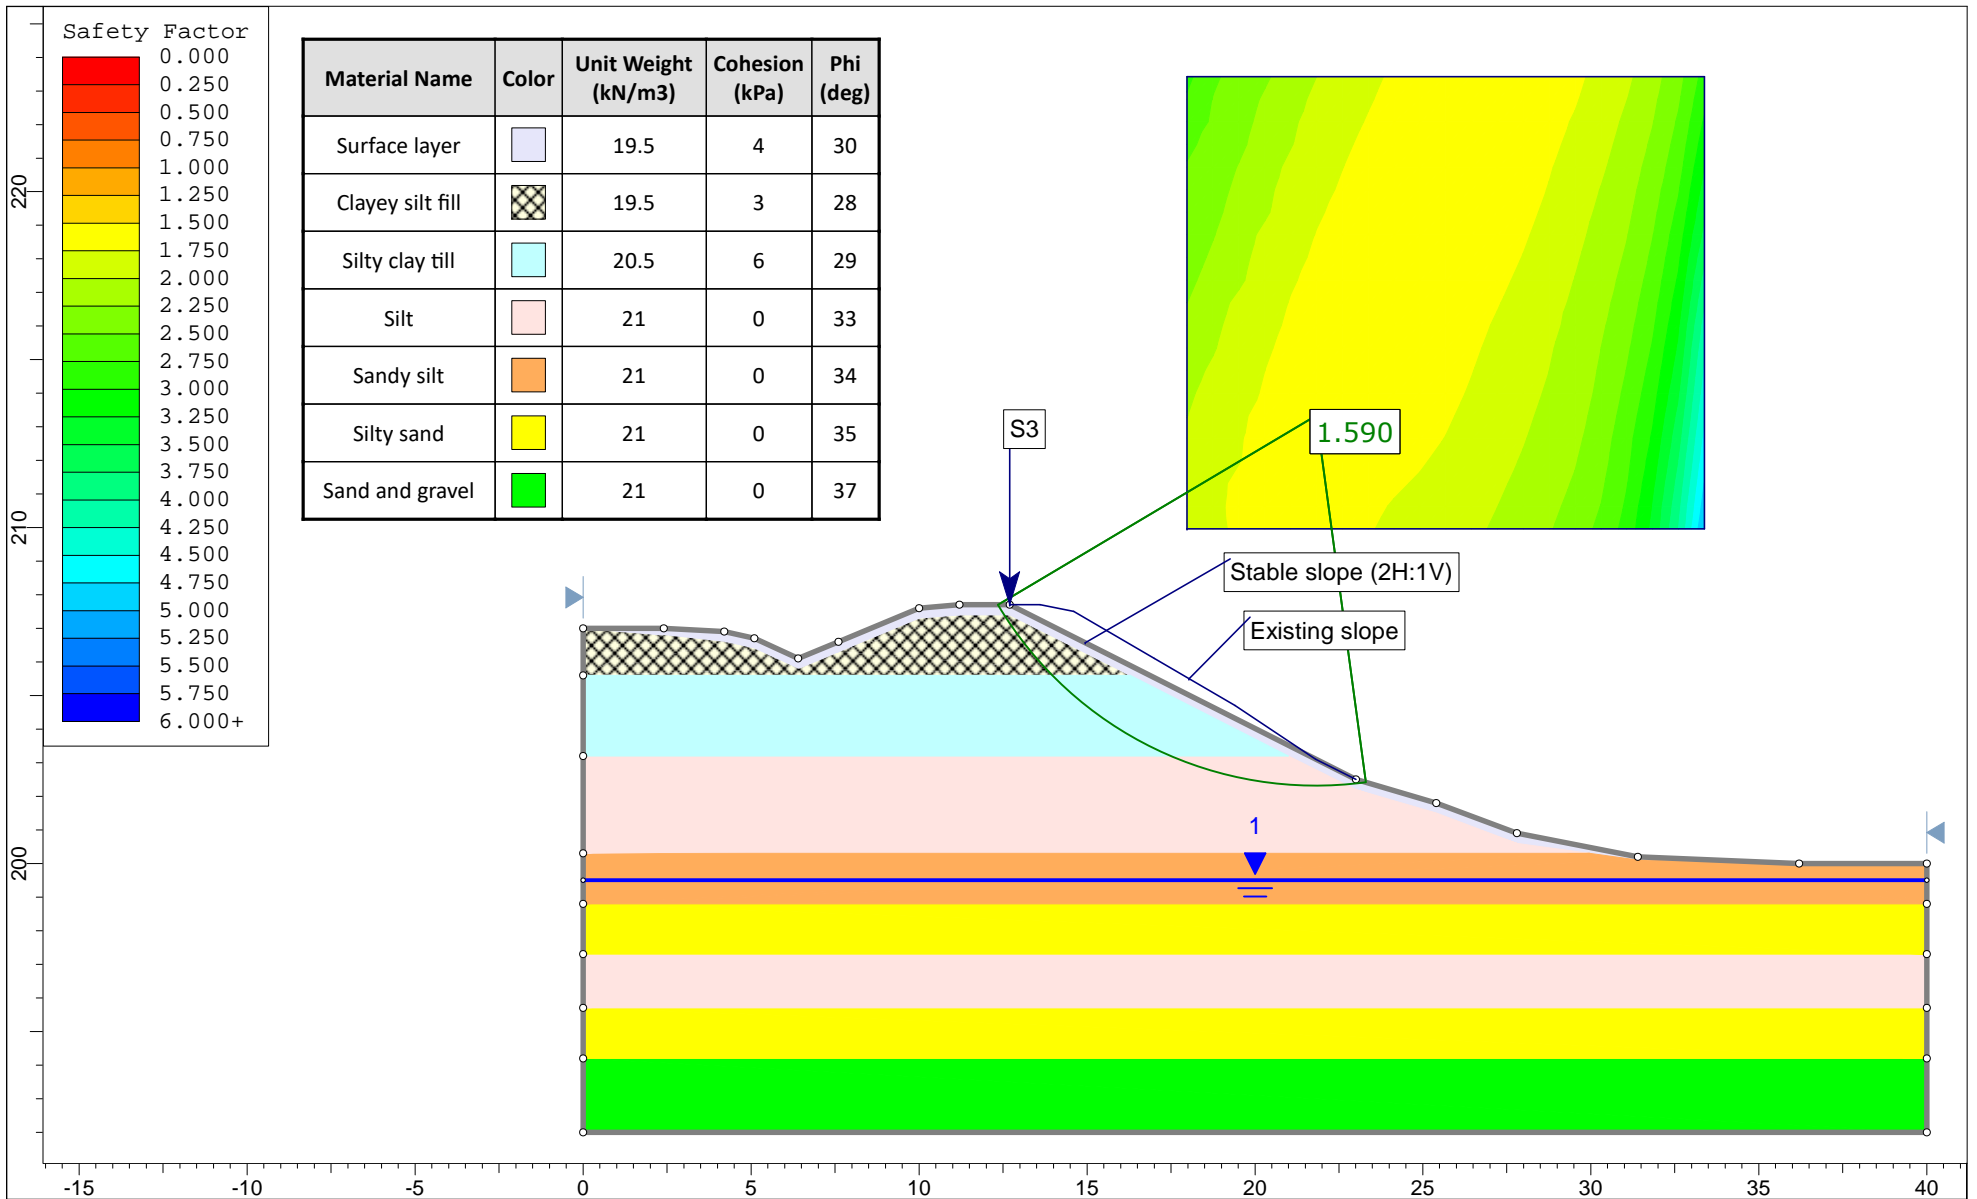 Safety Factor
0.000
0.250
0.500
0.750
1.000
1.250
1.500
1.750
2.000
2.250
2.500
2.750
3.000
3.250
3.500
3.750
4.000
4.250
4.500
4.750
5.000
5.250
5.500
5.750
6.000+
Material Name Color Unit Weight (kN/m3) Cohesion (kPa) Phi (deg)
Surface layer 19.5 4 30
Clayey silt fill 19.5 3 28
Silty clay till 20.5 6 29
Silt 21 0 33
Sandy silt 21 0 34
Silty sand 21 0 35
Sand and gravel 21 0 37
S3
1.590
Stable slope (2H:1V)
Existing slope
1
220
210
200
-15 -10 -5 0 5 10 15 20 25 30 35 40